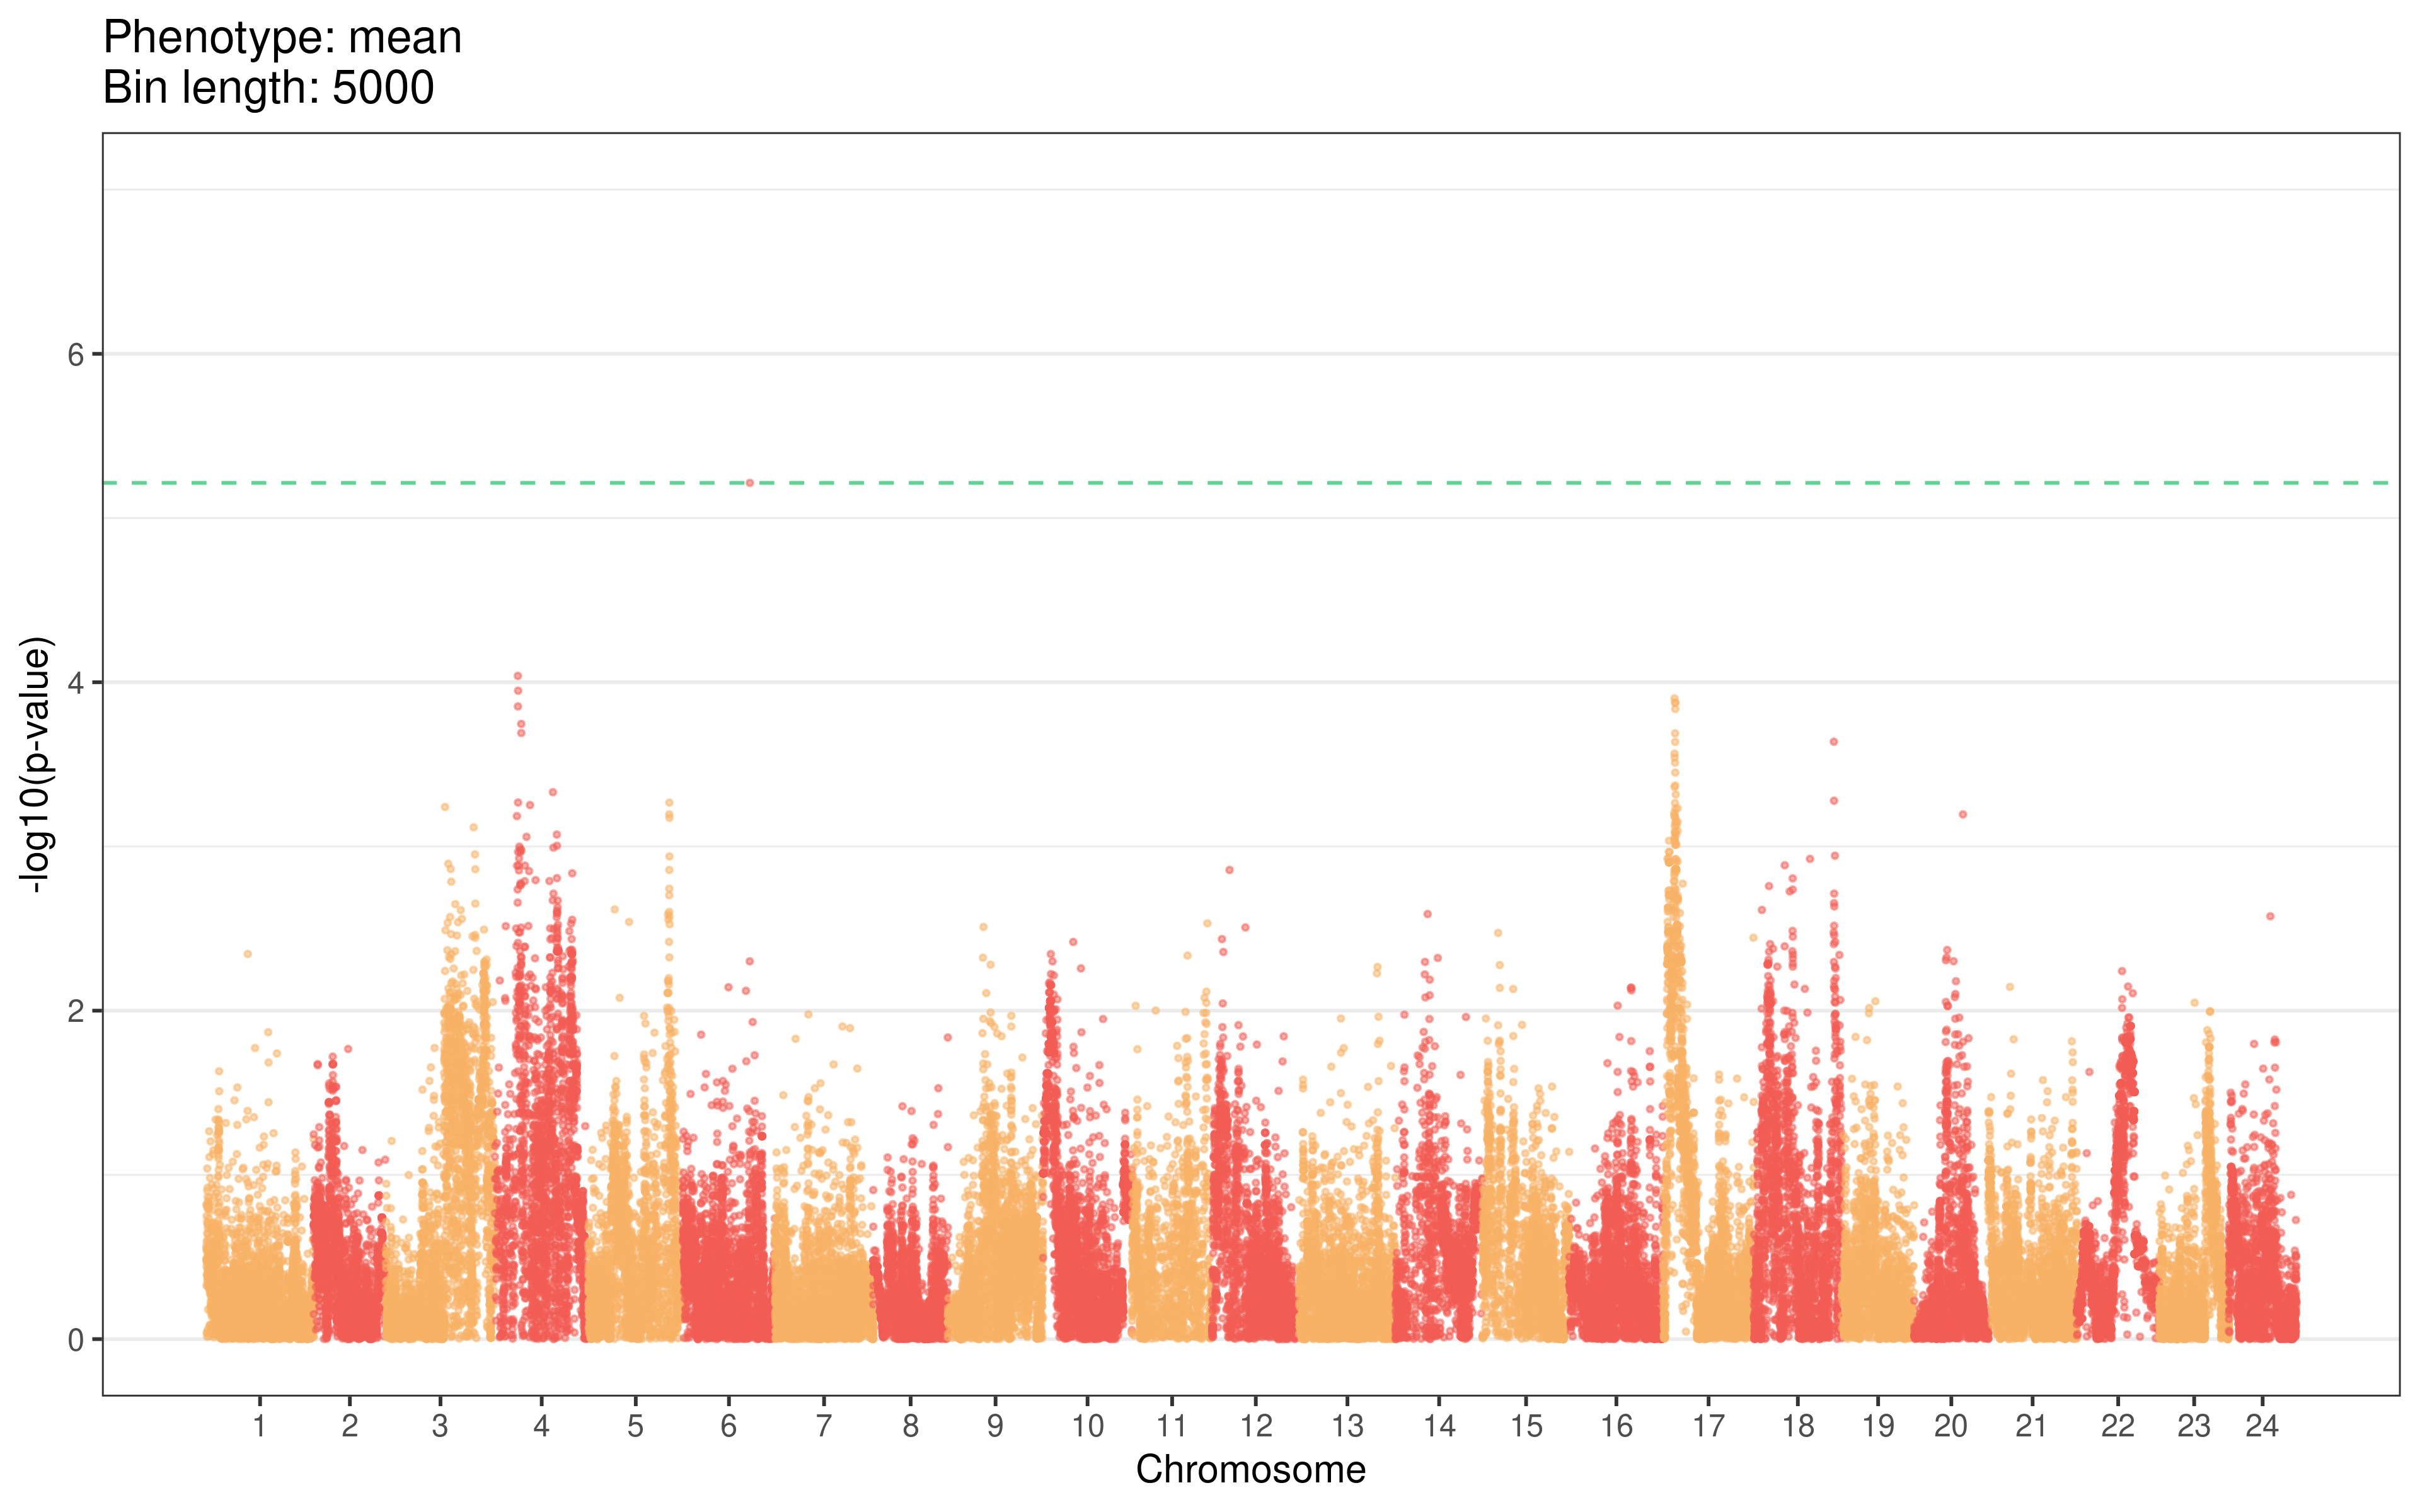 Phenotype: mean
Bin length: 5000
-log10(p-value)
6
4
2
0
1 2 3 4 5 6 7 8 9 10 11 12 13 14 15 16 17 18 19 20 21 22 23 24
Chromosome